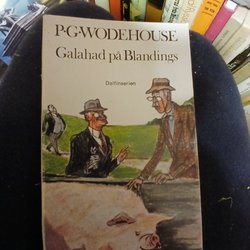 P·G·WODEHOUSE
Galahad på Blandings
Delfinserien